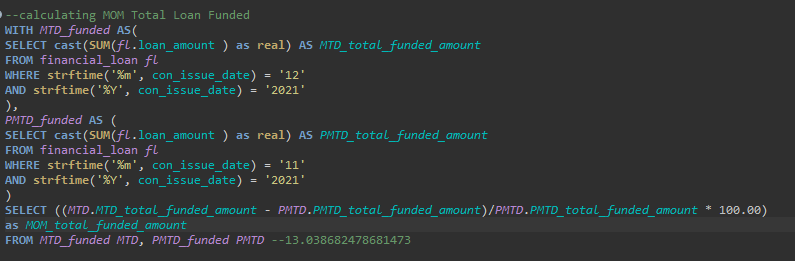 --calculating MOM Total Loan Funded
WITH MTD_funded AS(
SELECT cast(SUM(fl.loan_amount ) as real) AS MTD_total_funded_amount
FROM financial_loan fl
WHERE strftime('%m', con_issue_date) = '12'
AND strftime('%Y', con_issue_date) = '2021'
),
PMTD_funded AS (
SELECT cast(SUM(fl.loan_amount ) as real) AS PMTD_total_funded_amount
FROM financial_loan fl
WHERE strftime('%m', con_issue_date) = '11'
AND strftime('%Y', con_issue_date) = '2021'
)
SELECT ((MTD.MTD_total_funded_amount - PMTD.PMTD_total_funded_amount)/PMTD.PMTD_total_funded_amount * 100.00)
as MOM_total_funded_amount
FROM MTD_funded MTD, PMTD_funded PMTD --13.038682478681473